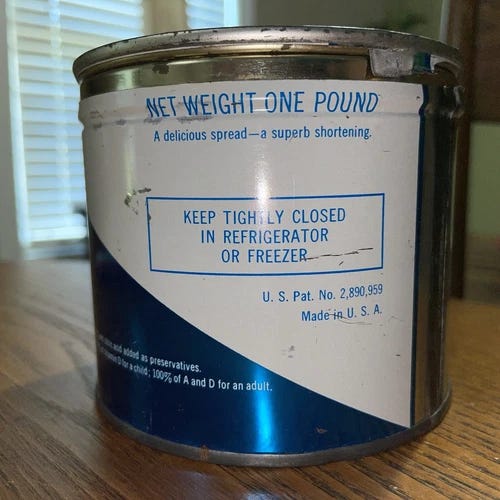 NET WEIGHT ONE POUND
A delicious spread—a superb shortening.
KEEP TIGHTLY CLOSED
IN REFRIGERATOR
OR FREEZER
U. S. Pat. No. 2,890,959
Made in U. S. A.
and added as preservatives.
D for a child; 100% of A and D for an adult.